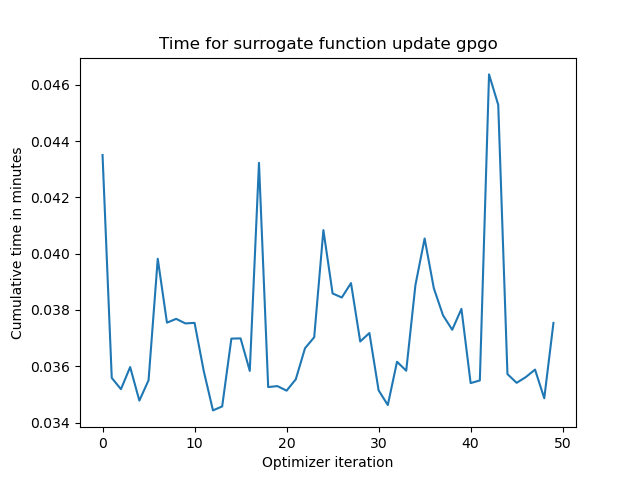 Time for surrogate function update gpgo
0.046
0.044
0.042
0.040
0.038
0.036
0.034
Cumulative time in minutes
0 10 20 30 40 50
Optimizer iteration